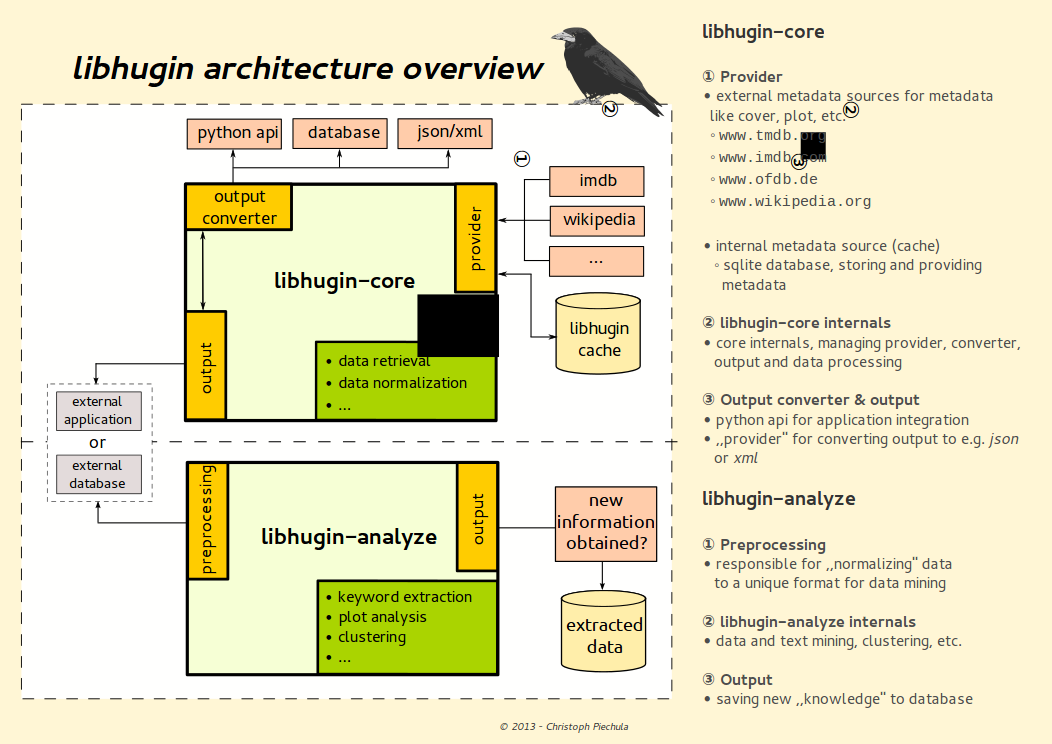 libhugin architecture overview
②
python api
database
json/xml
①
output
converter
provider
imdb
wikipedia
...
libhugin-core
libhugin
cache
output
• data retrieval
• data normalization
• ...
external
application
or
external
database
preprocessing
libhugin-analyze
output
new
information
obtained?
• keyword extraction
• plot analysis
• clustering
• ...
extracted
data
© 2013 - Christoph Piechula
libhugin-core
① Provider
• external metadata sources for metadata
like cover, plot, etc.
②
◦ www.tmdb.org
◦ www.imdb.com
③
◦ www.ofdb.de
◦ www.wikipedia.org
• internal metadata source (cache)
◦ sqlite database, storing and providing
metadata
② libhugin-core internals
• core internals, managing provider, converter,
output and data processing
③ Output converter & output
• python api for application integration
• ,,provider" for converting output to e.g. json
or xml
libhugin-analyze
① Preprocessing
• responsible for ,,normalizing" data
to a unique format for data mining
② libhugin-analyze internals
• data and text mining, clustering, etc.
③ Output
• saving new ,,knowledge" to database